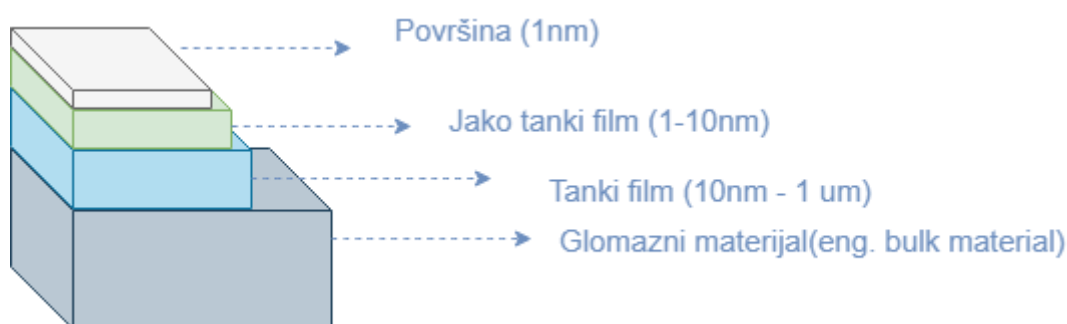 Površina (1nm)
Jako tanki film (1-10nm)
Tanki film (10nm - 1 um)
Glomazni materijal(eng. bulk material)